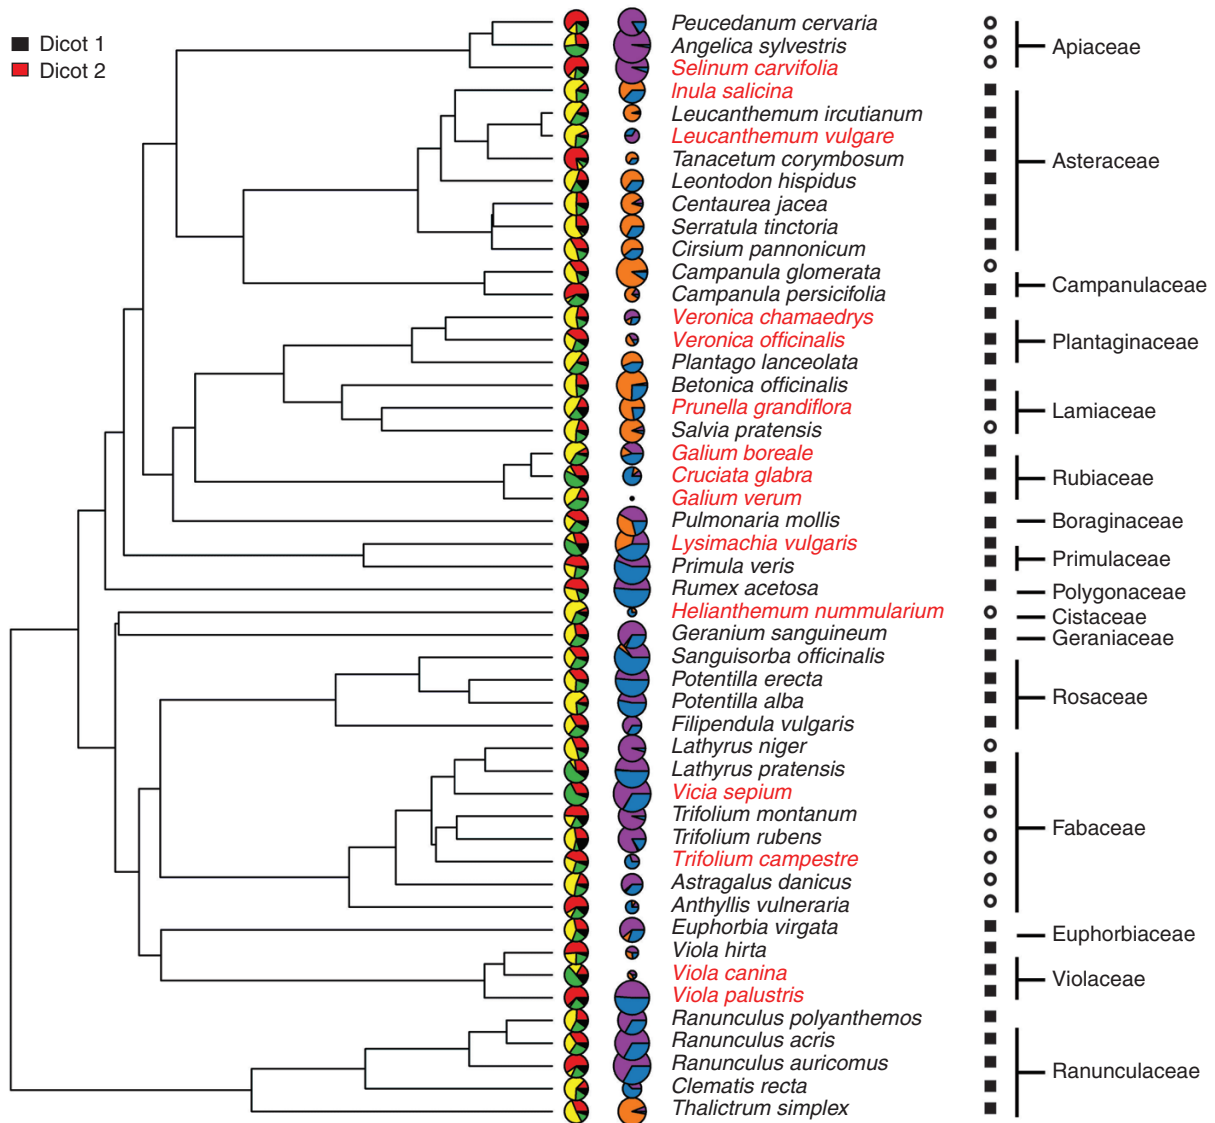 Dicot 1
Dicot 2
Peucedanum cervaria
Angelica sylvestris
Selinum carvifolia
Apiaceae
Inula salicina
Leucanthemum ircutianum
Leucanthemum vulgare
Tanacetum corymbosum
Leontodon hispidus
Centaurea jacea
Serratula tinctoria
Cirsium pannonicum
Asteraceae
Campanula glomerata
Campanula persicifolia
Campanulaceae
Veronica chamaedrys
Veronica officinalis
Plantago lanceolata
Plantaginaceae
Betonica officinalis
Prunella grandiflora
Salvia pratensis
Lamiaceae
Galium boreale
Cruciata glabra
Galium verum
Rubiaceae
Pulmonaria mollis
Boraginaceae
Lysimachia vulgaris
Primula veris
Primulaceae
Rumex acetosa
Polygonaceae
Helianthemum nummularium
Cistaceae
Geranium sanguineum
Geraniaceae
Sanguisorba officinalis
Potentilla erecta
Potentilla alba
Filipendula vulgaris
Rosaceae
Lathyrus niger
Lathyrus pratensis
Vicia sepium
Trifolium montanum
Trifolium rubens
Trifolium campestre
Astragalus danicus
Anthyllis vulneraria
Fabaceae
Euphorbia virgata
Euphorbiaceae
Viola hirta
Viola canina
Viola palustris
Violaceae
Ranunculus polyanthemos
Ranunculus acris
Ranunculus auricomus
Clematis recta
Thalictrum simplex
Ranunculaceae